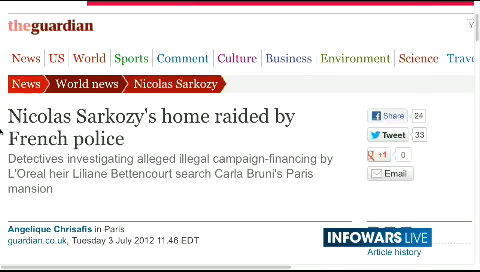 theguardian
News US World Sports Comment Culture Business Environment Science Trave
News World news Nicolas Sarkozy
Nicolas Sarkozy's home raided by
French police
Detectives investigating alleged illegal campaign-financing by
L'Oreal heir Liliane Bettencourt search Carla Bruni's Paris
mansion
Share 24
Tweet 33
+1 0
Email
Angelique Chrisafis in Paris
guardian.co.uk, Tuesday 3 July 2012 11.46 EDT
INFOWARS LIVE
Article history